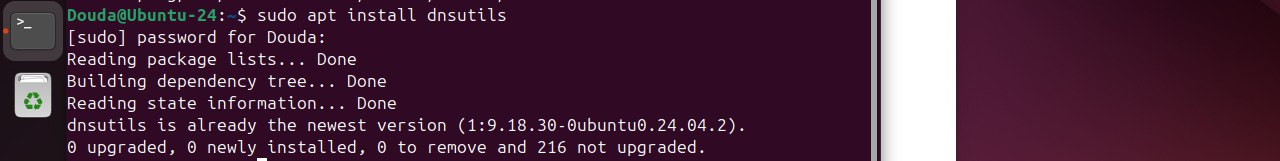 >_
Douda@Ubuntu-24:~$ sudo apt install dnsutils
[sudo] password for Douda:
Reading package lists... Done
Building dependency tree... Done
Reading state information... Done
dnsutils is already the newest version (1:9.18.30-0ubuntu0.24.04.2).
0 upgraded, 0 newly installed, 0 to remove and 216 not upgraded.